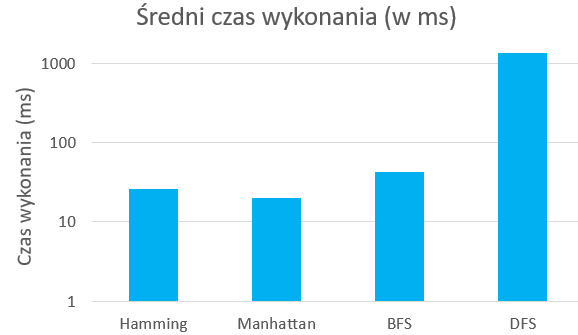 Średni czas wykonania (w ms)
Czas wykonania (ms)
1000
100
10
1
Hamming Manhattan BFS DFS